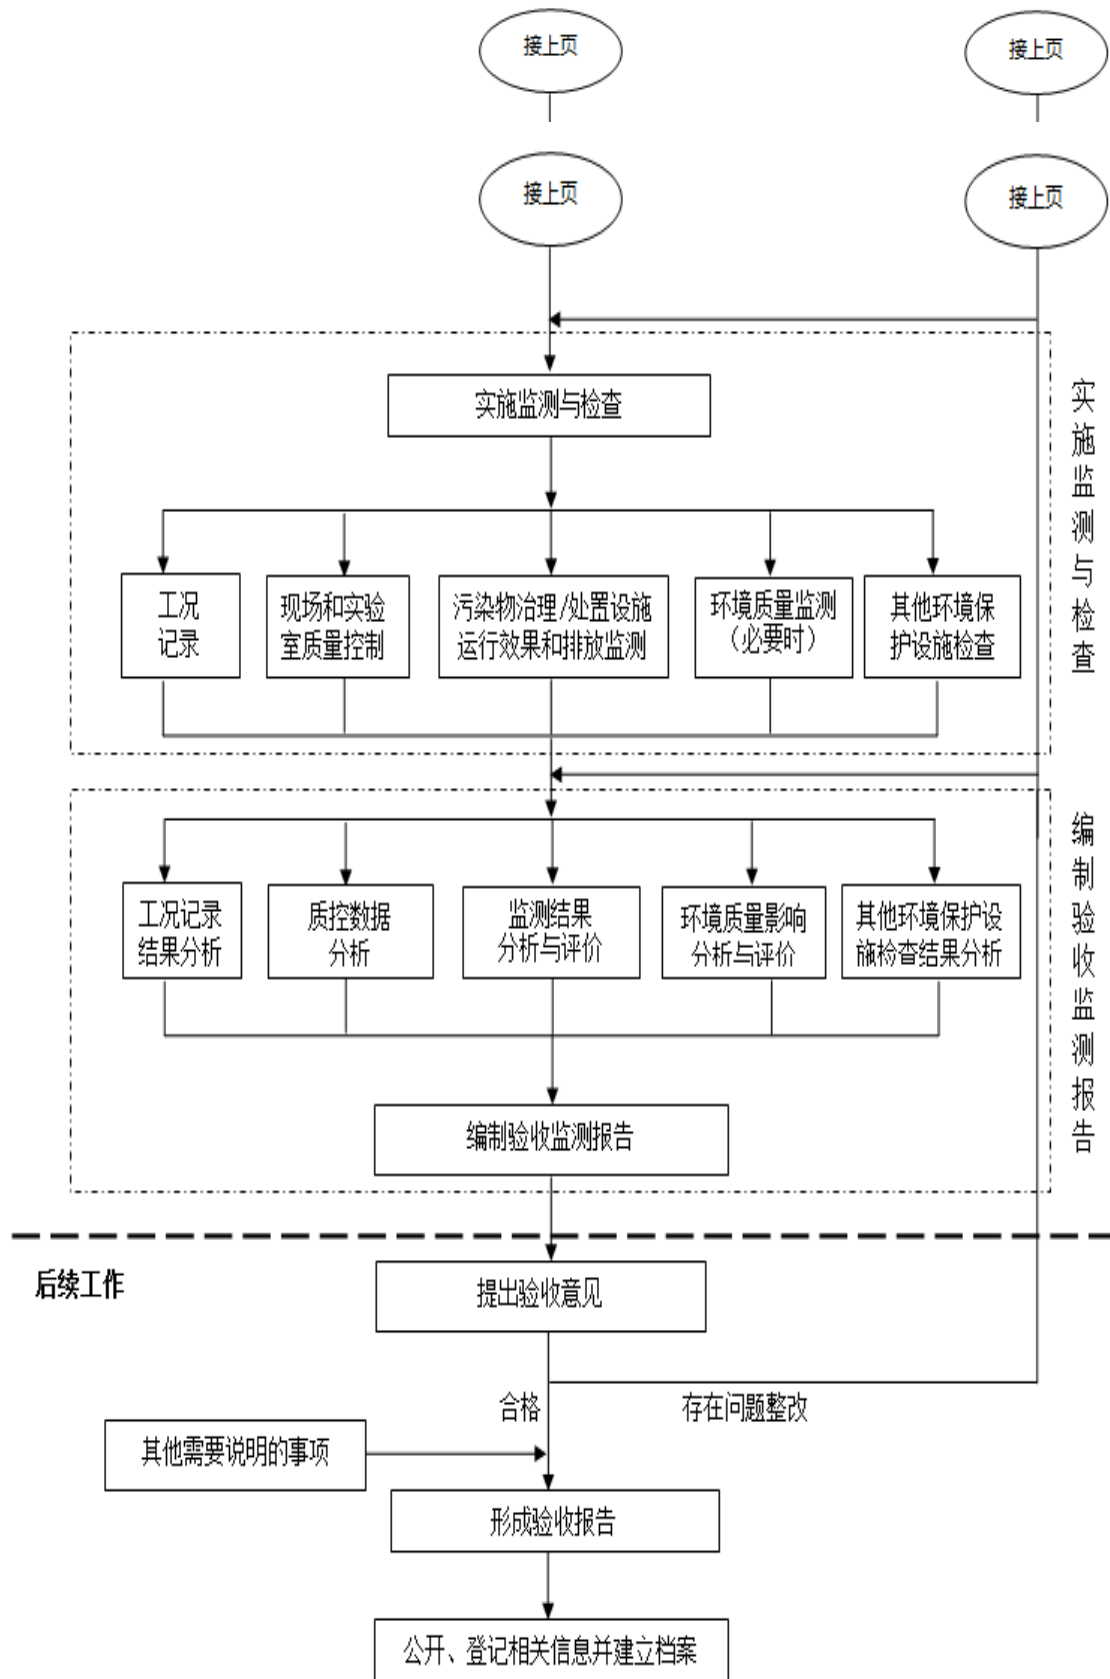 接上页
接上页
接上页
接上页
实施监测与检查
实施监测与检查
工况
记录
现场和实验
室质量控制
污染物治理/处置设施
运行效果和排放监测
环境质量监测
（必要时）
其他环境保
护设施检查
编制验收监测报告
工况记录
结果分析
质控数据
分析
监测结果
分析与评价
环境质量影响
分析与评价
其他环境保护设
施检查结果分析
编制验收监测报告
后续工作
提出验收意见
合格
存在问题整改
其他需要说明的事项
形成验收报告
公开、登记相关信息并建立档案